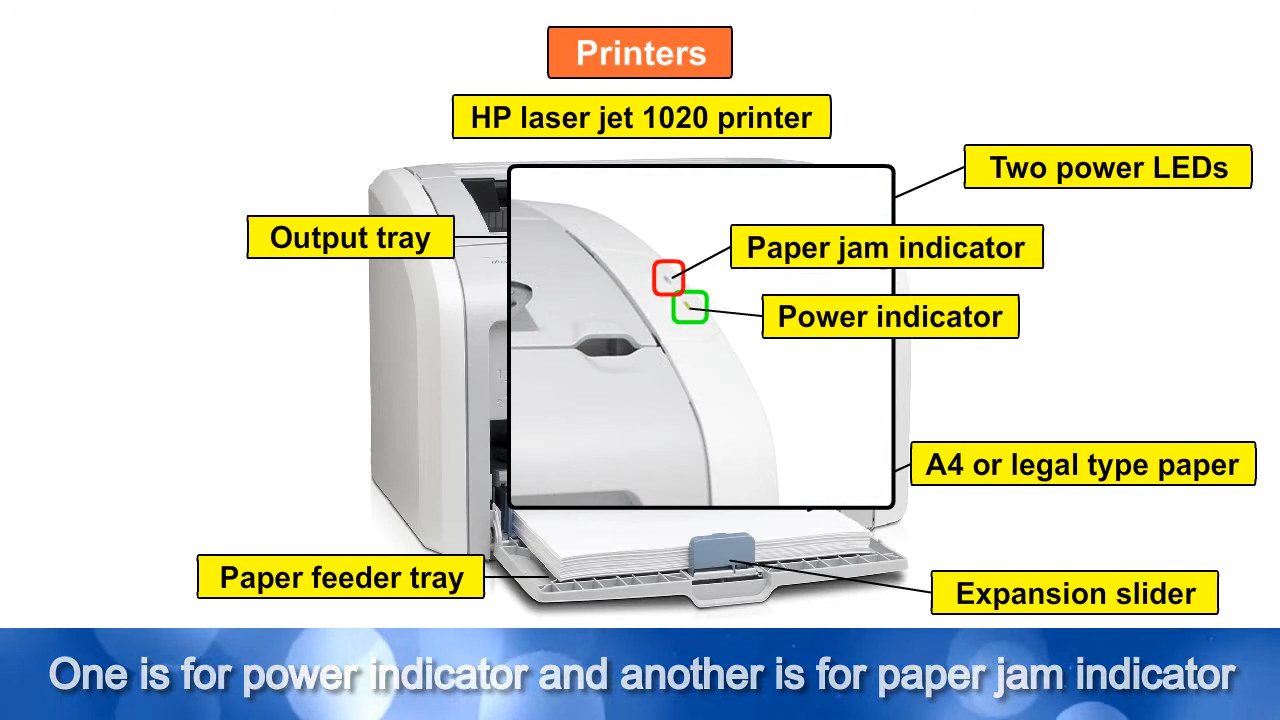 Printers
HP laser jet 1020 printer
Two power LEDs
Output tray
Paper jam indicator
Power indicator
A4 or legal type paper
Paper feeder tray
Expansion slider
One is for power indicator and another is for paper jam indicator